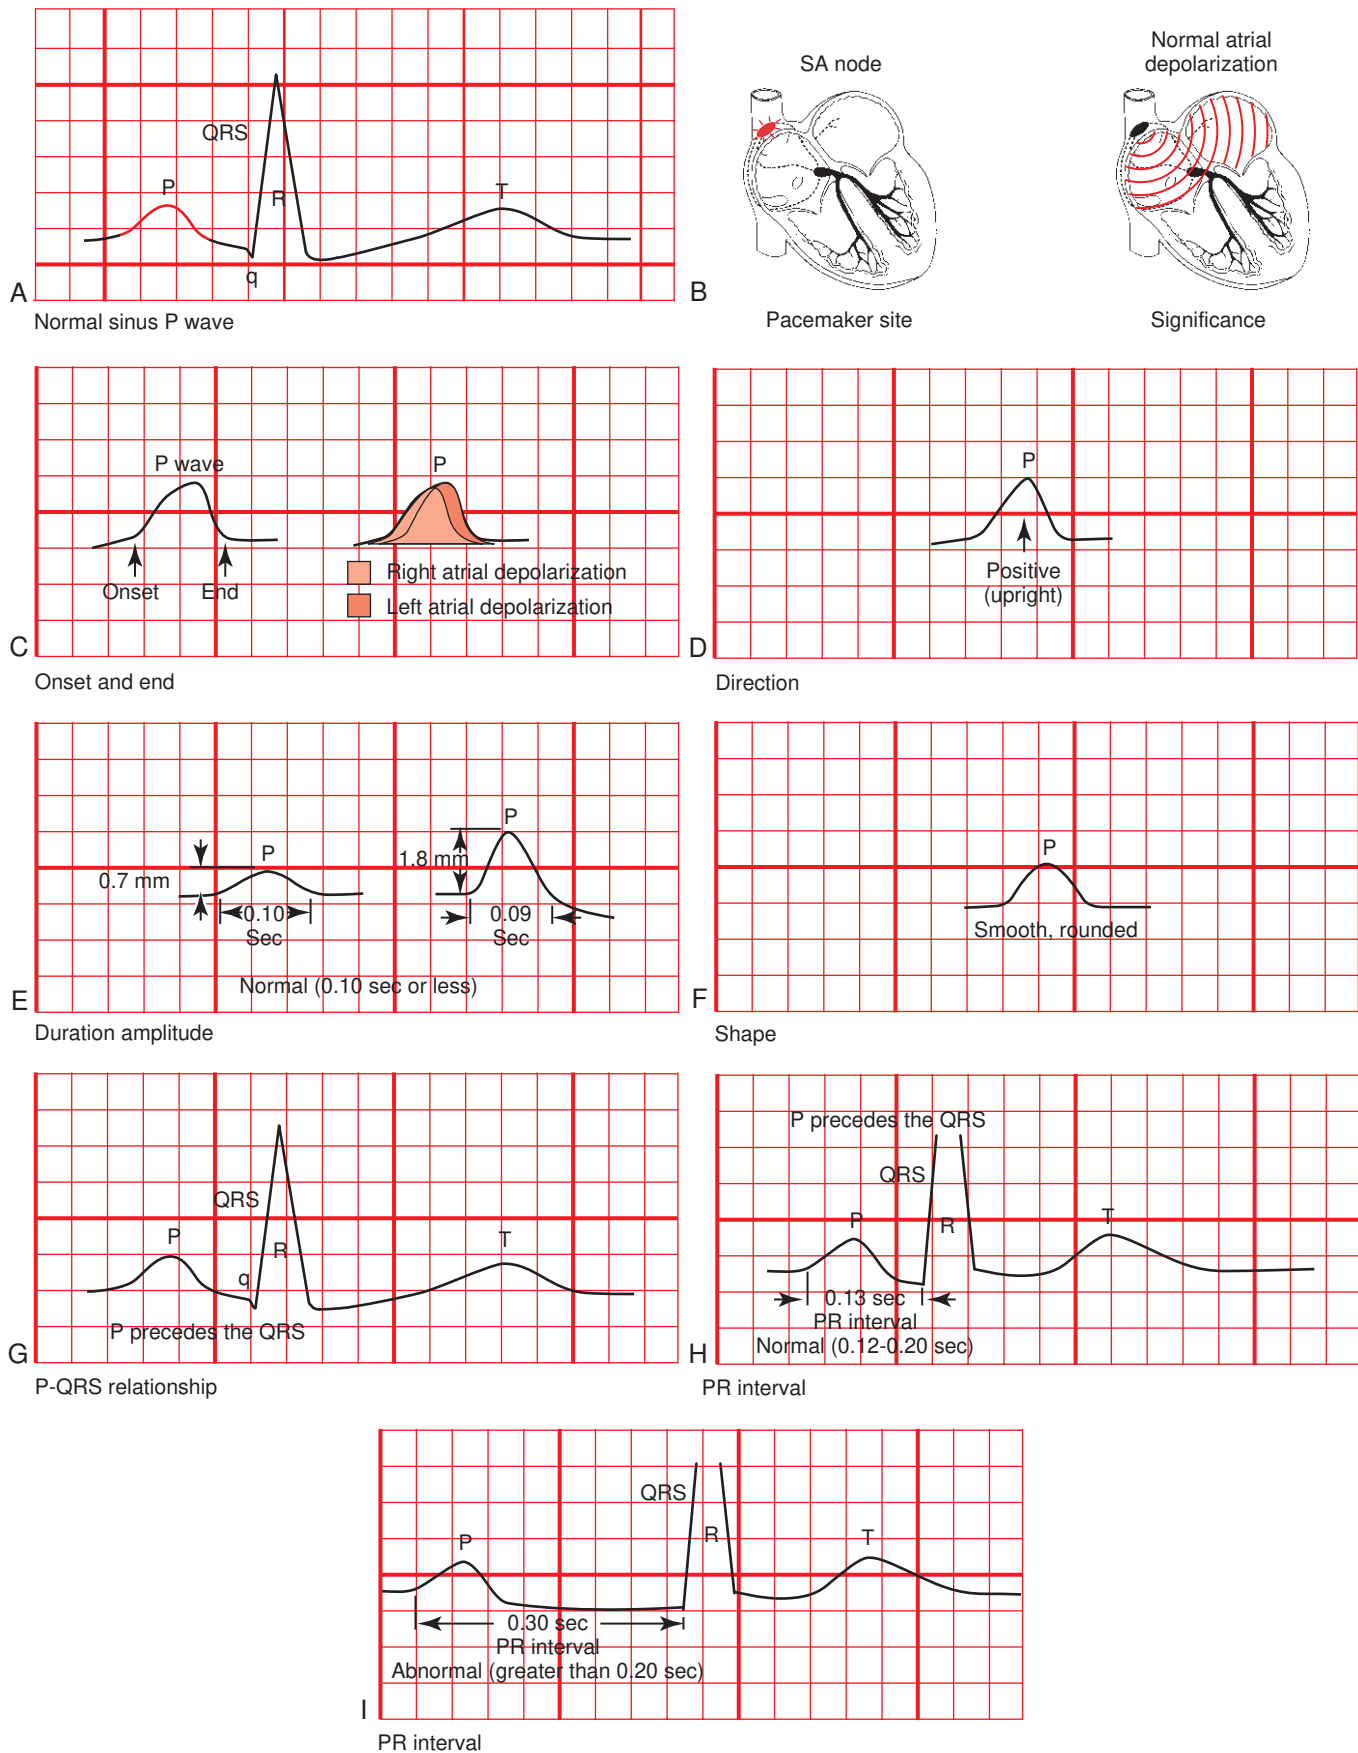 QRS
P
R
T
q
A
Normal sinus P wave
SA node
Normal atrial
depolarization
B
Pacemaker site
Significance
P wave
P
Onset
End
Right atrial depolarization
Left atrial depolarization
C
Onset and end
P
Positive
(upright)
D
Direction
P
0.7 mm
0.10
Sec
P
1.8 mm
0.09
Sec
Normal (0.10 sec or less)
E
Duration amplitude
P
Smooth, rounded
F
Shape
QRS
P
R
T
q
P precedes the QRS
G
P-QRS relationship
P precedes the QRS
QRS
P
R
T
0.13 sec
PR interval
Normal (0.12-0.20 sec)
H
PR interval
QRS
P
R
T
0.30 sec
PR interval
Abnormal (greater than 0.20 sec)
I
PR interval